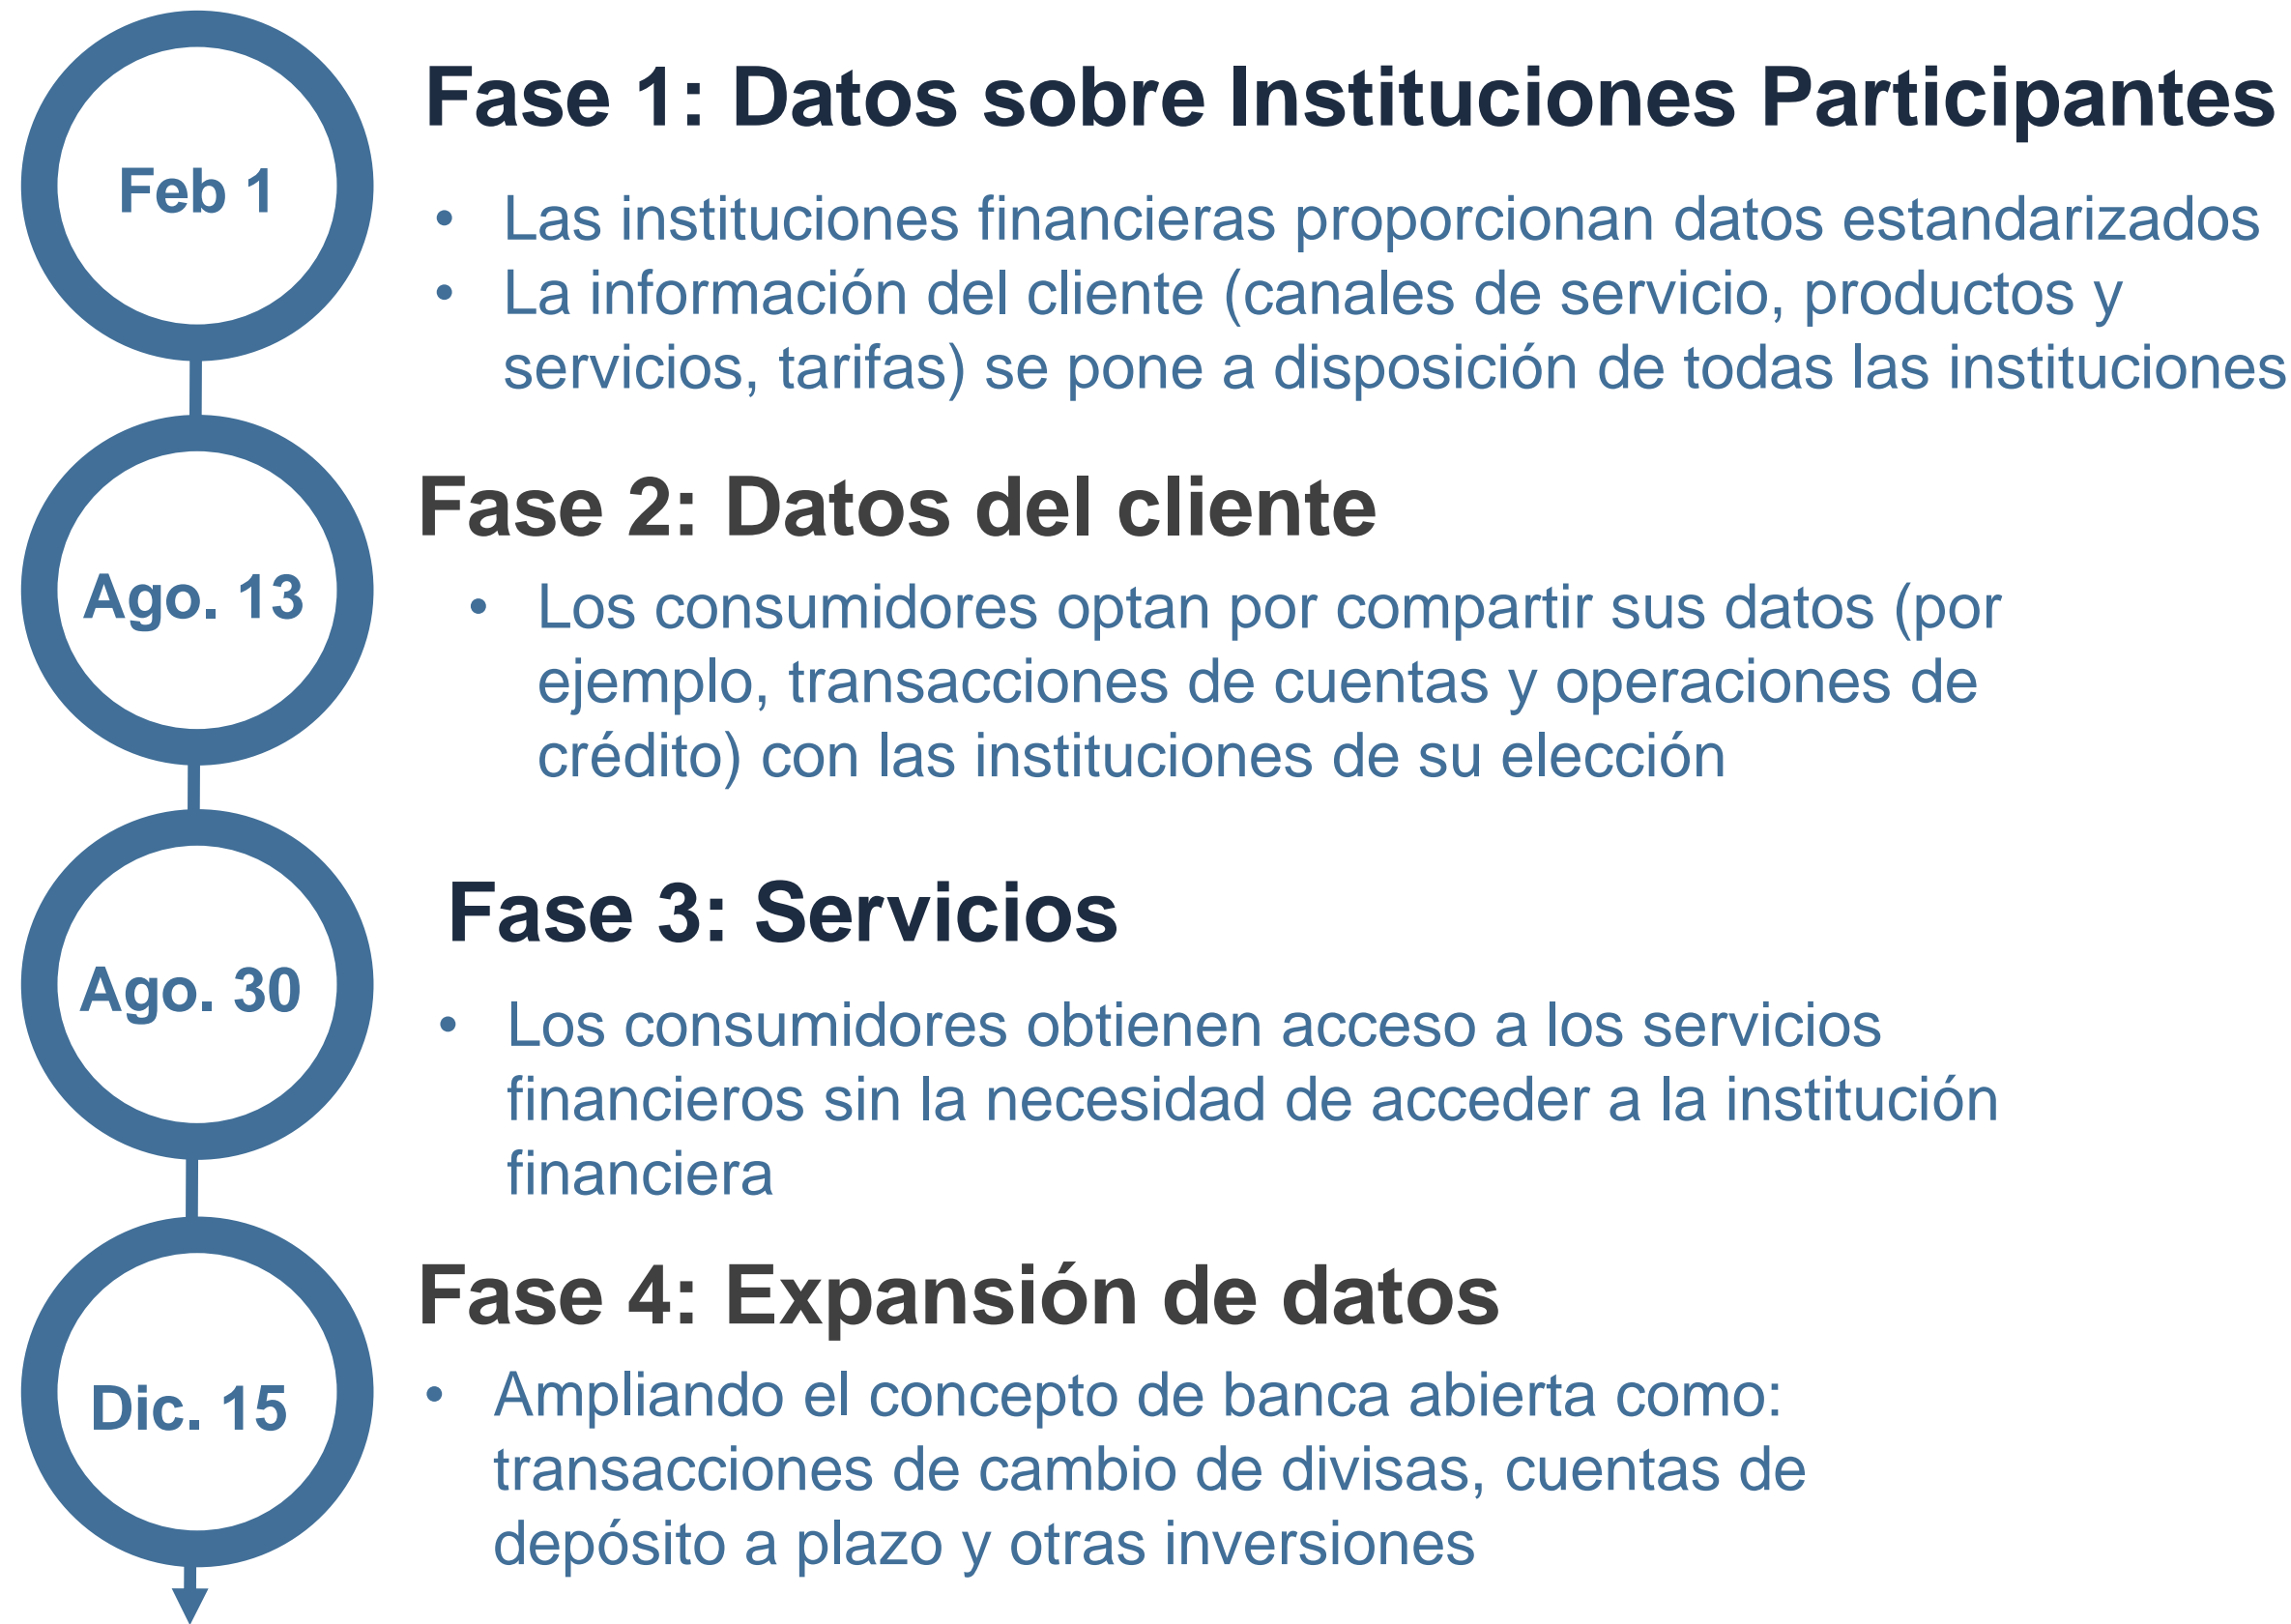 Feb 1
Fase 1: Datos sobre Instituciones Participantes
• Las instituciones financieras proporcionan datos estandarizados
• La información del cliente (canales de servicio, productos y
servicios, tarifas) se pone a disposición de todas las instituciones
Ago. 13
Fase 2: Datos del cliente
• Los consumidores optan por compartir sus datos (por
ejemplo, transacciones de cuentas y operaciones de
crédito) con las instituciones de su elección
Ago. 30
Fase 3: Servicios
• Los consumidores obtienen acceso a los servicios
financieros sin la necesidad de acceder a la institución
financiera
Dic. 15
Fase 4: Expansión de datos
• Ampliando el concepto de banca abierta como:
transacciones de cambio de divisas, cuentas de
depósito a plazo y otras inversiones